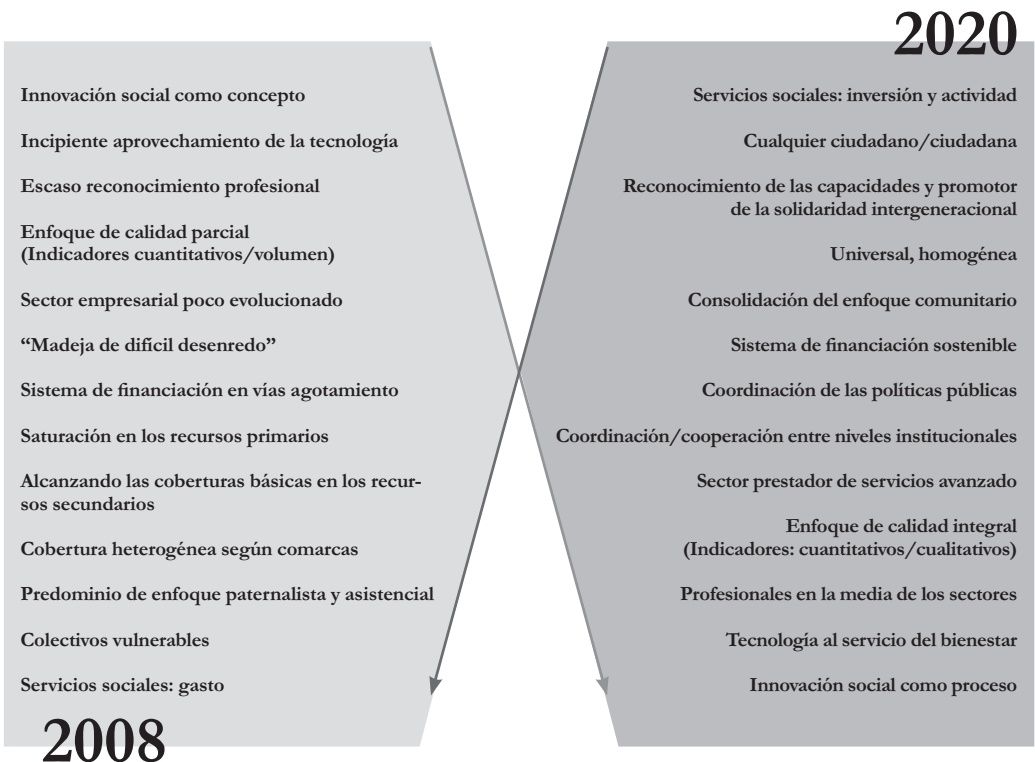 Innovación social como concepto
Incipiente aprovechamiento de la tecnología
Escaso reconocimiento profesional
Enfoque de calidad parcial
(Indicadores cuantitativos/volumen)
Sector empresarial poco evolucionado
“Madeja de difícil desenredo”
Sistema de financiación en vías agotamiento
Saturación en los recursos primarios
Alcanzando las coberturas básicas en los recur-
sos secundarios
Cobertura heterogénea según comarcas
Predominio de enfoque paternalista y asistencial
Colectivos vulnerables
Servicios sociales: gasto
2008
2020
Servicios sociales: inversión y actividad
Cualquier ciudadano/ciudadana
Reconocimiento de las capacidades y promotor
de la solidaridad intergeneracional
Universal, homogénea
Consolidación del enfoque comunitario
Sistema de financiación sostenible
Coordinación de las políticas públicas
Coordinación/cooperación entre niveles institucionales
Sector prestador de servicios avanzado
Enfoque de calidad integral
(Indicadores: cuantitativos/cualitativos)
Profesionales en la media de los sectores
Tecnología al servicio del bienestar
Innovación social como proceso